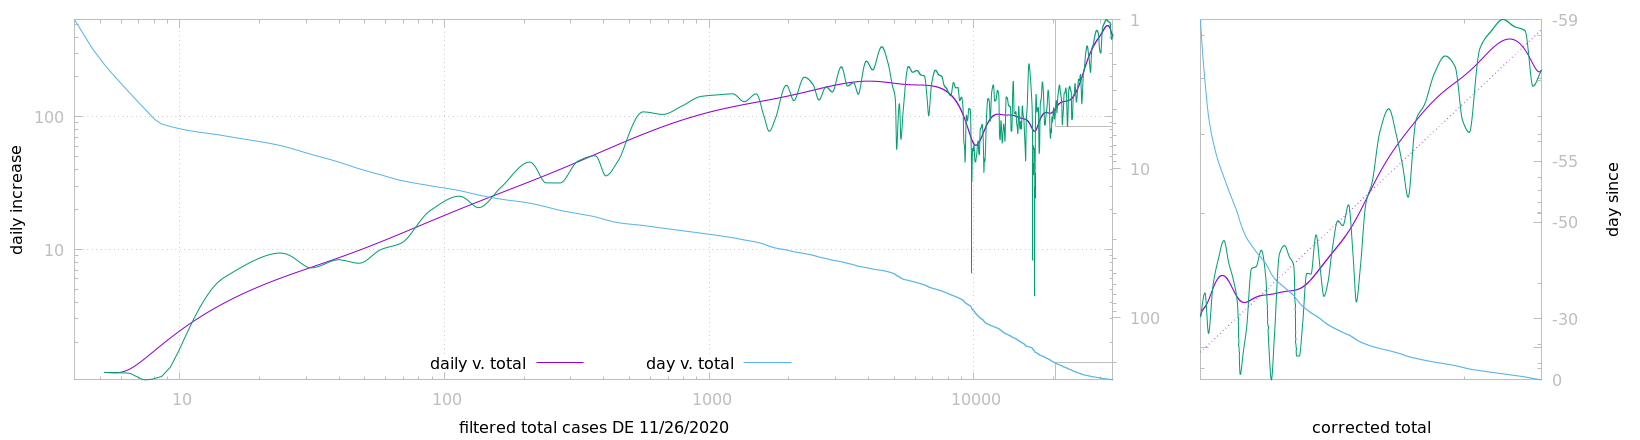 1
-59
100
10
-55
-50
daily increase
day since
10
100
-30
daily v. total
day v. total
0
10
100
1000
10000
filtered total cases DE 11/26/2020
corrected total